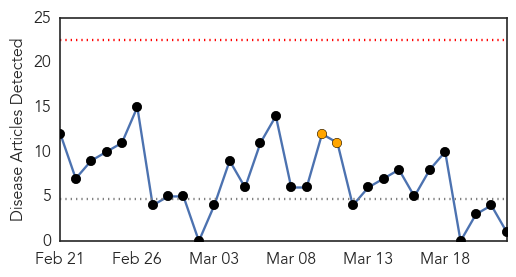 25
20
15
10
5
0
Disease Articles Detected
Feb 21
Feb 26
Mar 03
Mar 08
Mar 13
Mar 18